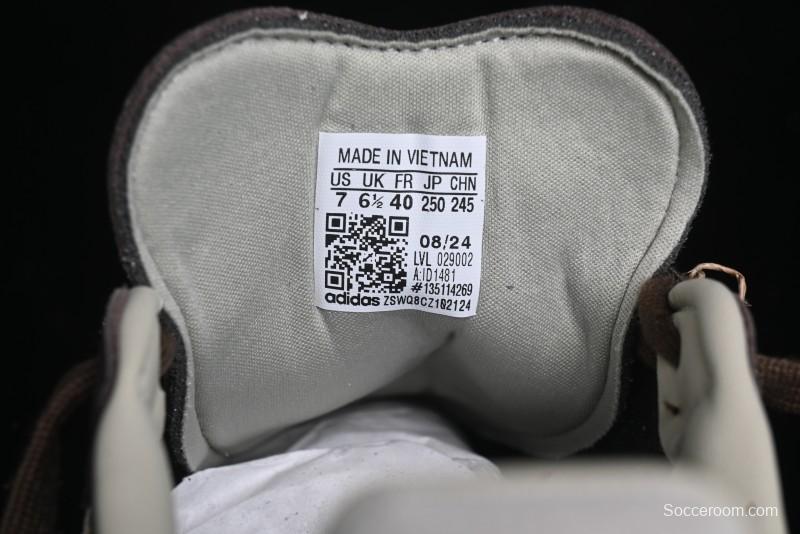 MADE IN VIETNAM
US UK FR JP CHN
7 6½ 40 250 245
08/24
LVL 029002
A:ID1481
#135114269
adidas ZSWQ8CZ102124
Socceroom.com